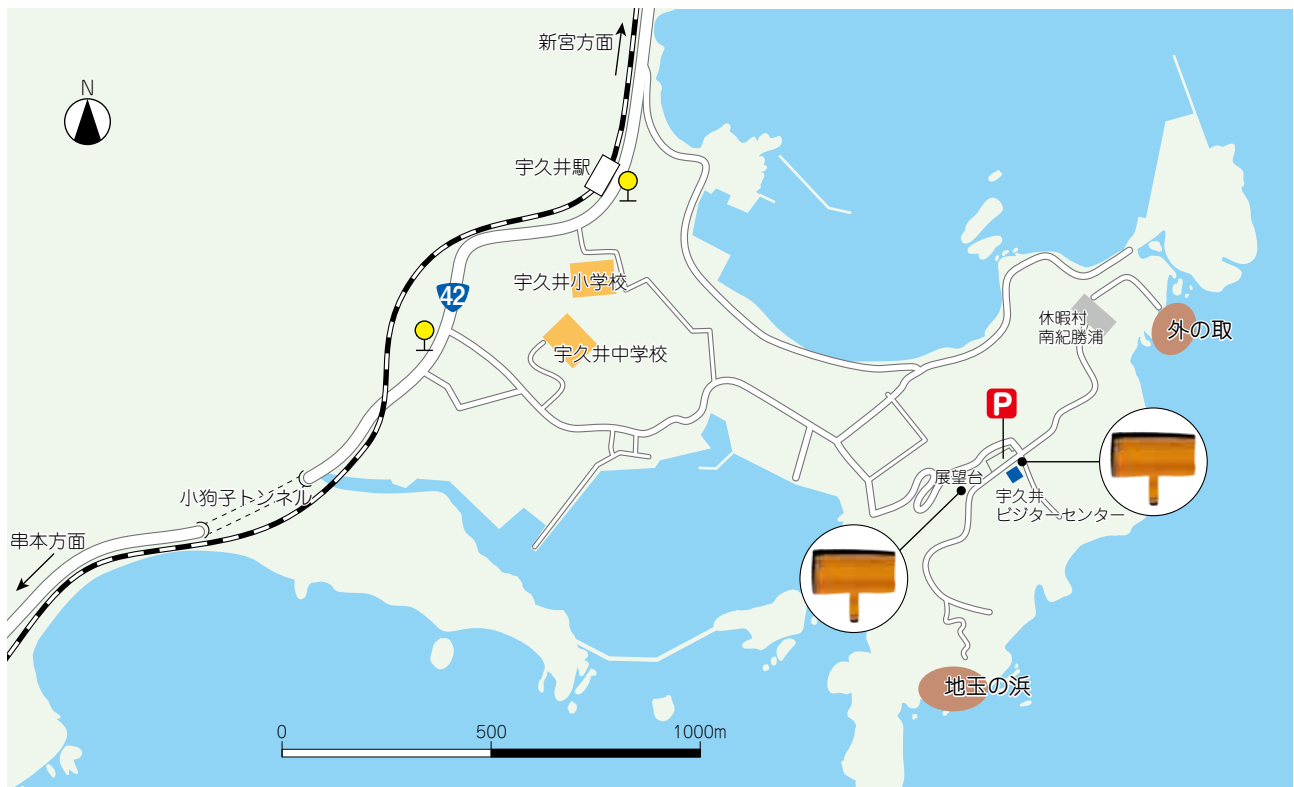 新宮方面
N
宇久井駅
宇久井小学校
42
宇久井中学校
休暇村
南紀勝浦
外の取
P
展望台
宇久井
ビジターセンター
小狗子トンネル
串本方面
地玉の浜
0 500 1000m